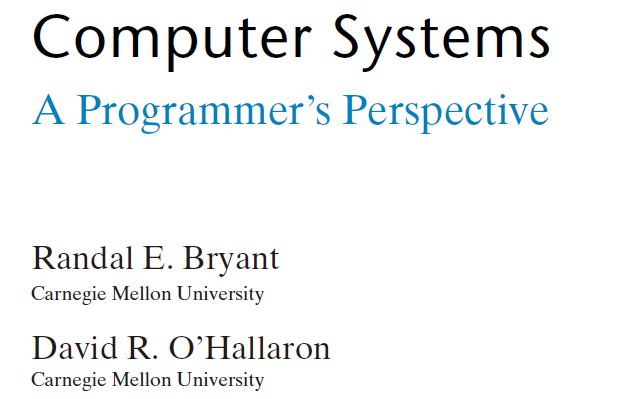 Computer Systems
A Programmer’s Perspective
Randal E. Bryant
Carnegie Mellon University
David R. O’Hallaron
Carnegie Mellon University